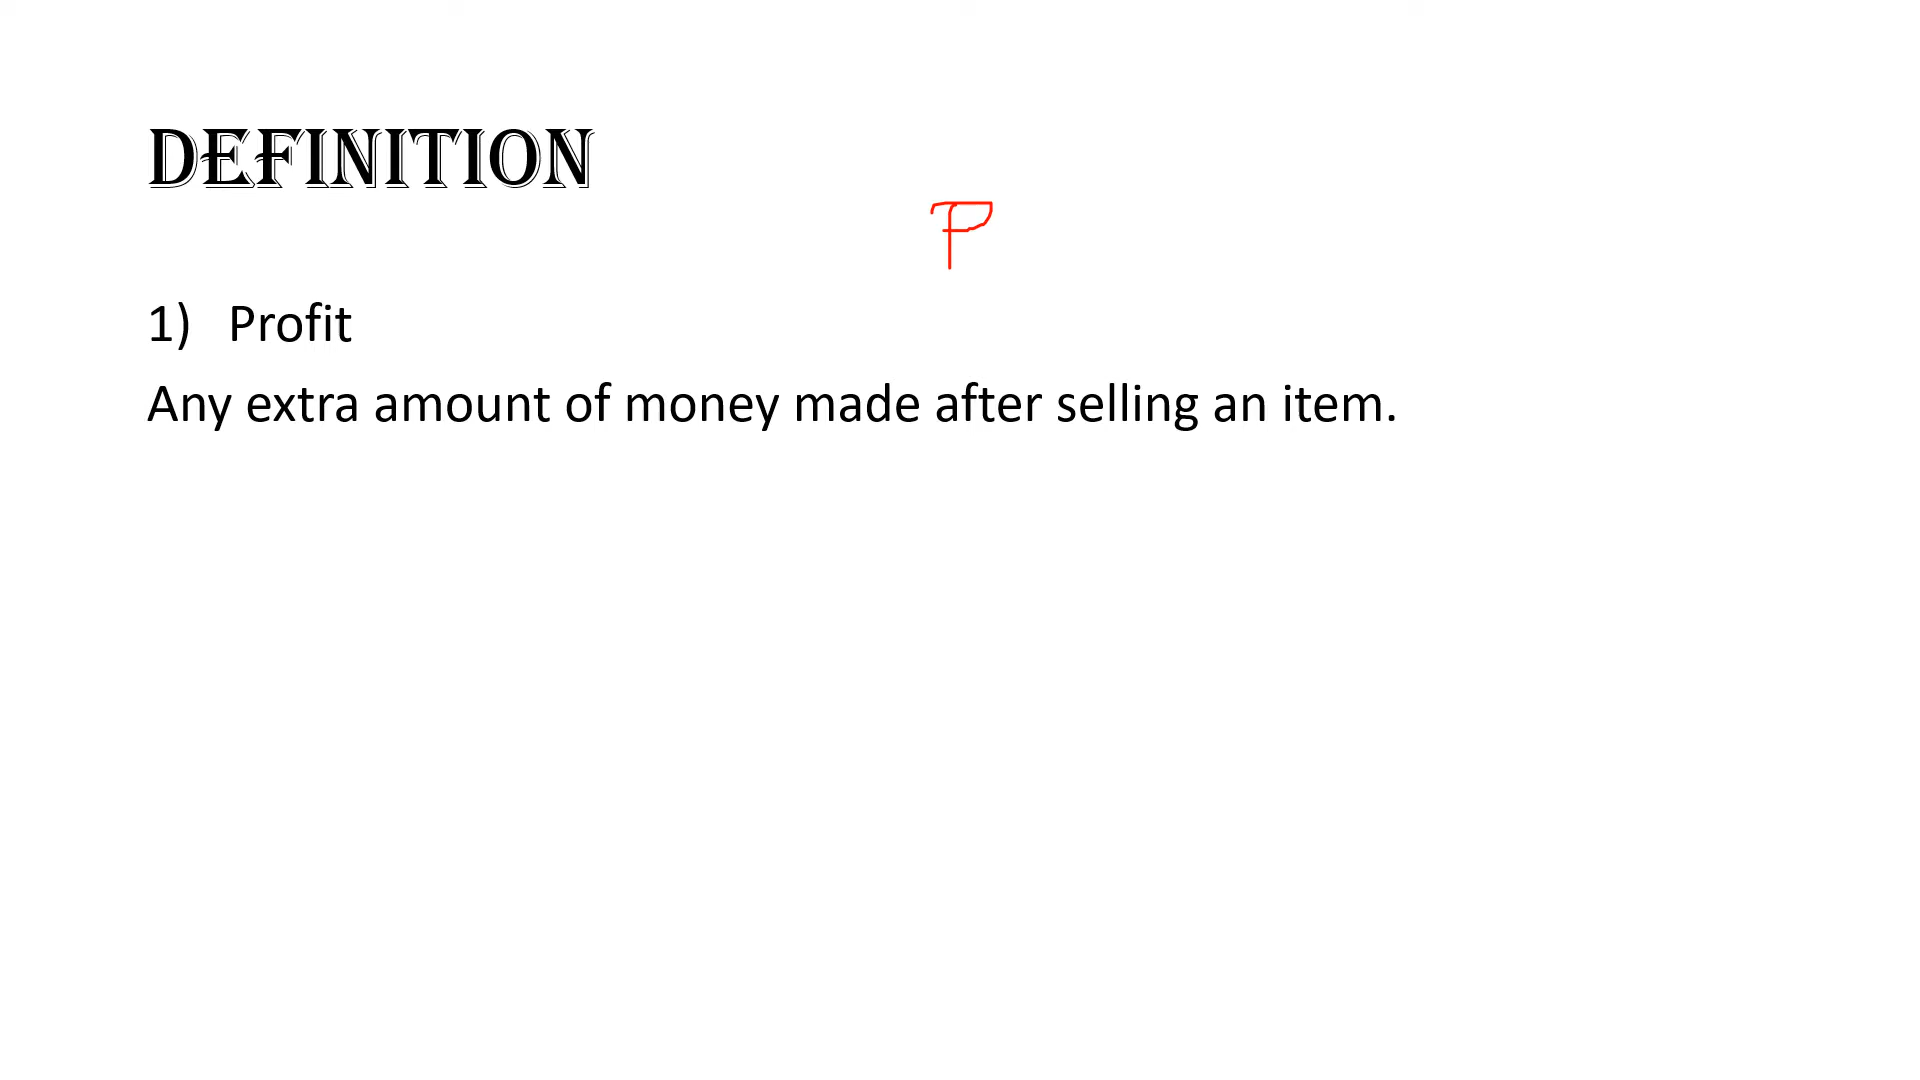 DEFINITION
P
1) Profit
Any extra amount of money made after selling an item.